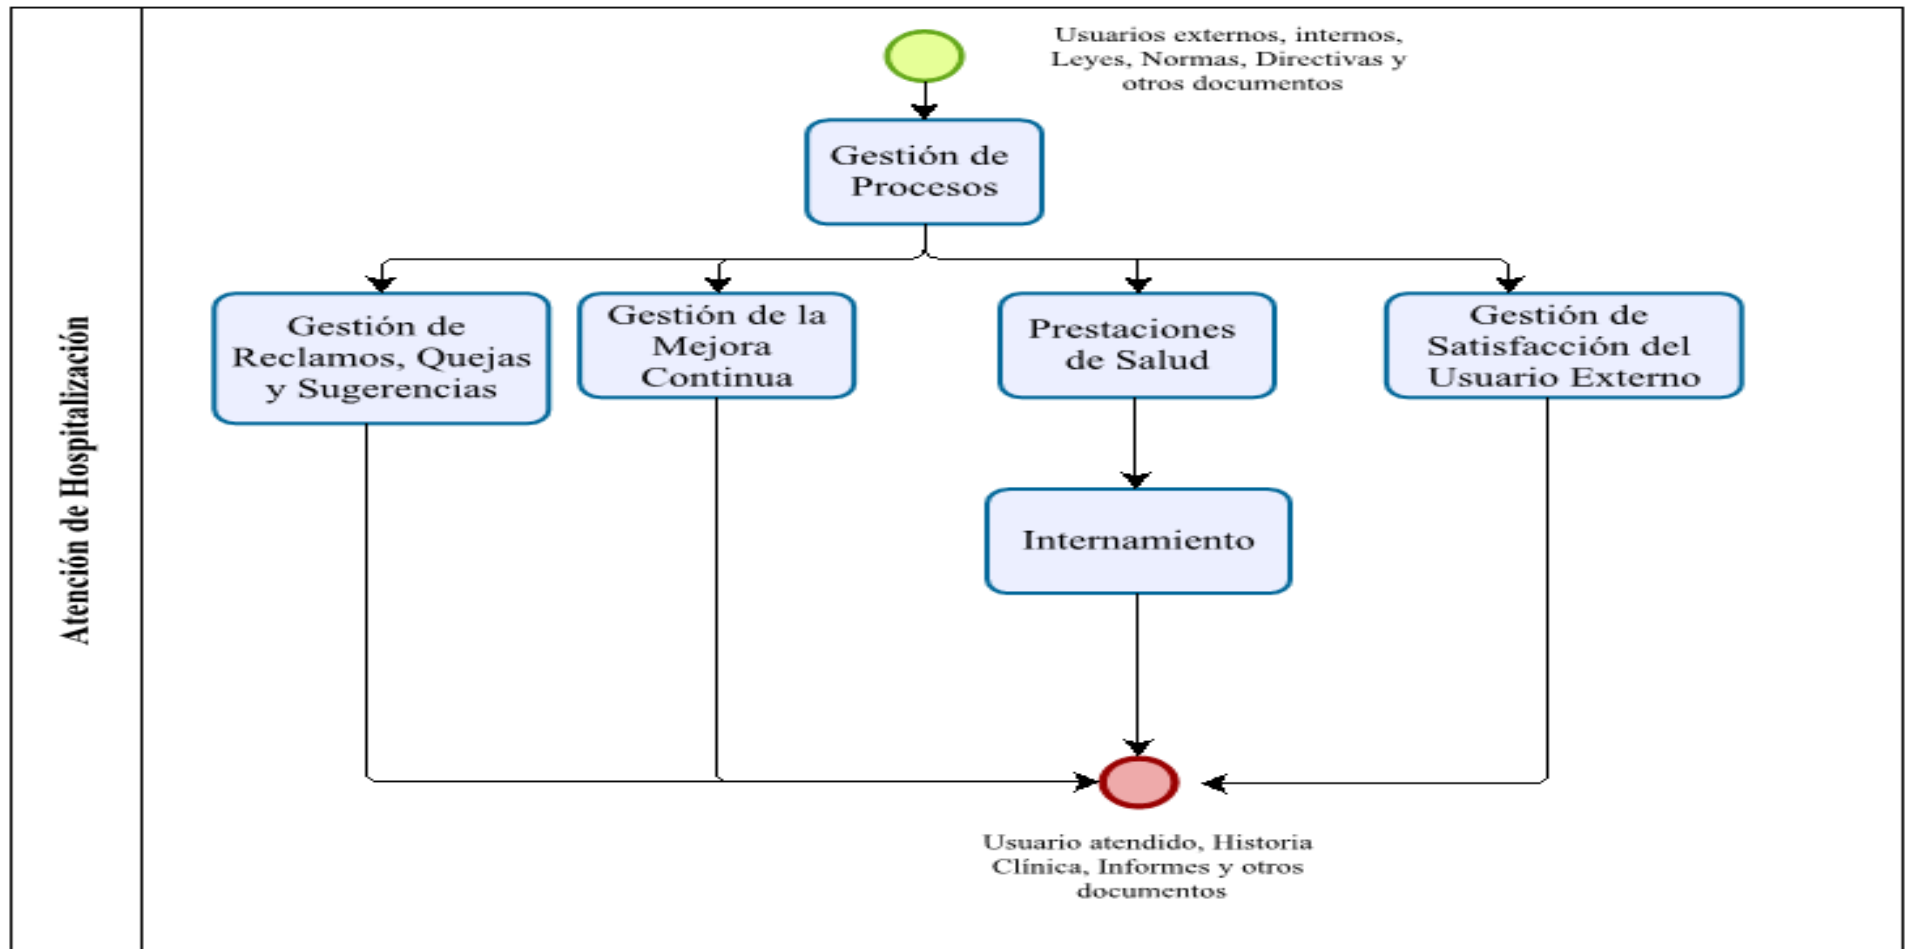 Usuarios externos, internos,
Leyes, Normas, Directivas y
otros documentos
Gestión de
Procesos
Gestión de
Reclamos, Quejas
y Sugerencias
Gestión de la
Mejora
Continua
Prestaciones
de Salud
Gestión de
Satisfacción del
Usuario Externo
Atención de Hospitalización
Internamiento
Usuario atendido, Historia
Clínica, Informes y otros
documentos